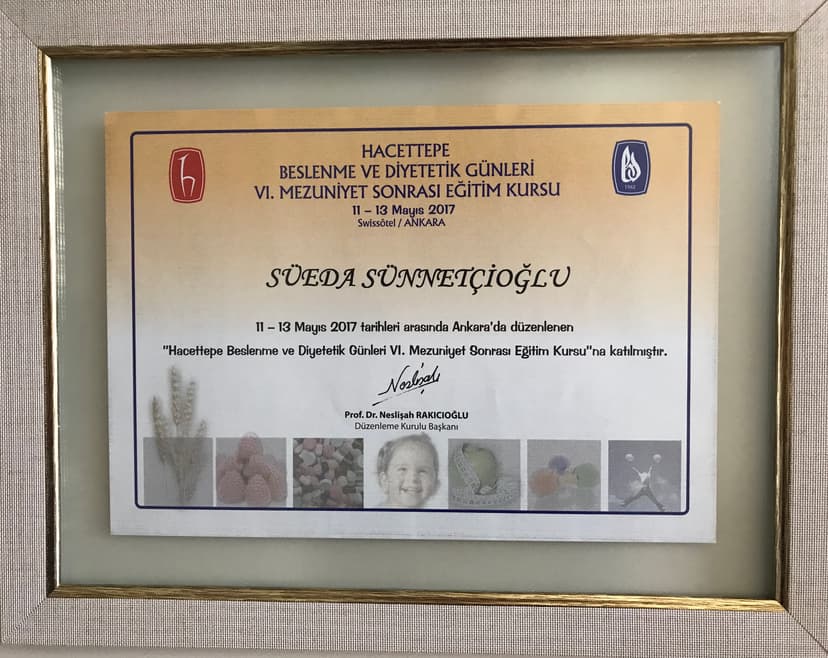 HACETTEPE
BESLENME VE DİYETETİK GÜNLERİ
VI. MEZUNİYET SONRASI EĞİTİM KURSU
11 – 13 Mayıs 2017
Swissôtel / ANKARA
1962
SÜEDA SÜNNETÇİOĞLU
11 – 13 Mayıs 2017 tarihleri arasında Ankara'da düzenlenen
"Hacettepe Beslenme ve Diyetetik Günleri VI. Mezuniyet Sonrası Eğitim Kursu"na katılmıştır.
Neslişah
Prof. Dr. Neslişah RAKICIOĞLU
Düzenleme Kurulu Başkanı